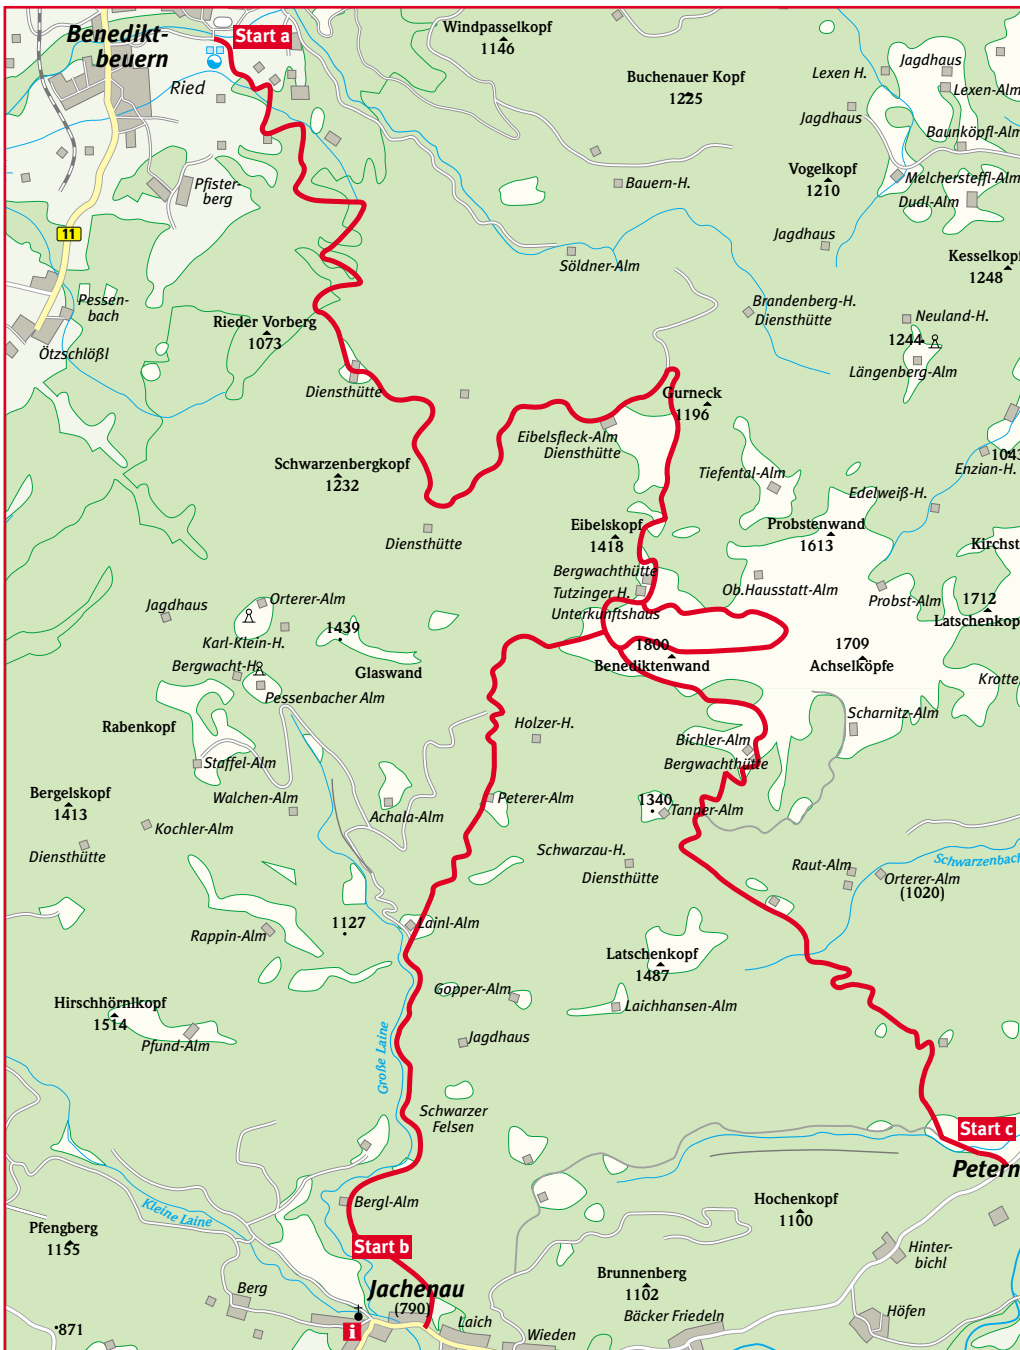 Benedikt-
beuern
Start a
Windpasselkopf
1146
Ried
Buchenauer Kopf
1225
Lexen H.
Jagdhaus
Lexen-Alm
Jagdhaus
Baunköpfl-Alm
Pfister-
berg
Bauern-H.
Vogelkopf
1210
Melchersteffl-Alm
Dudl-Alm
11
Jagdhaus
Söldner-Alm
Kesselkopf
1248
Pessen-
bach
Brandenberg-H.
Diensthütte
Neuland-H.
Rieder Vorberg
1073
1244
Ötzschlößl
Längenberg-Alm
Diensthütte
Gurneck
1196
Eibelsfleck-Alm
Diensthütte
1043
Enzian-H.
Schwarzenbergkopf
1232
Tiefental-Alm
Edelweiß-H.
Eibelskopf
1418
Probstenwand
1613
Diensthütte
Kirchst
Bergwachthütte
Tutzinger H.
Unterkunftshaus
Ob.Hausstatt-Alm
Probst-Alm
1712
Latschenkopf
Jagdhaus
Orterer-Alm
1439
Karl-Klein-H.
1800
Benediktenwand
1709
Achselköpfe
Bergwacht-H.
Glaswand
Krotte
Pessenbacher Alm
Rabenkopf
Holzer-H.
Scharnitz-Alm
Bichler-Alm
Bergwachthütte
Staffel-Alm
Bergelskopf
1413
Walchen-Alm
Peterer-Alm
1340
Tanner-Alm
Achala-Alm
Kochler-Alm
Diensthütte
Schwarzau-H.
Diensthütte
Raut-Alm
Schwarzenbach
Orterer-Alm
(1020)
Rappin-Alm
1127
Lainl-Alm
Latschenkopf
1487
Hirschhörnlkopf
1514
Gopper-Alm
Laichhansen-Alm
Pfund-Alm
Große Laine
Jagdhaus
Schwarzer
Felsen
Start c
Petern
Bergl-Alm
Kleine Laine
Hochenkopf
1100
Pfengberg
1155
Start b
Hinter-
bichl
Berg
Jachenau
(790)
Brunnenberg
1102
Bäcker Friedeln
Höfen
871
i
Laich
Wieden